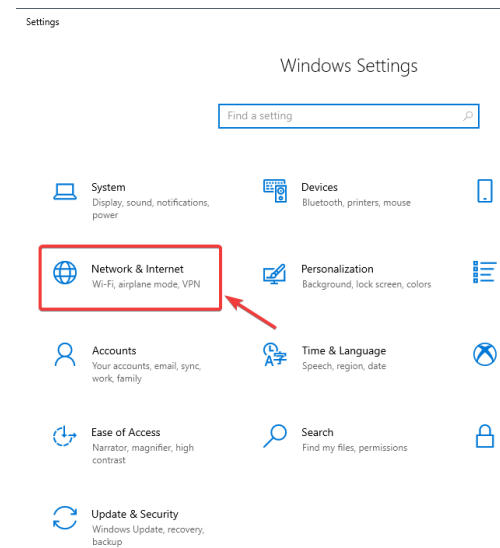 Settings
Windows Settings
Find a setting
System
Display, sound, notifications,
power
Devices
Bluetooth, printers, mouse
Network & Internet
Wi-Fi, airplane mode, VPN
Personalization
Background, lock screen, colors
Accounts
Your accounts, email, sync,
work, family
Time & Language
Speech, region, date
Ease of Access
Narrator, magnifier, high
contrast
Search
Find my files, permissions
Update & Security
Windows Update, recovery,
backup